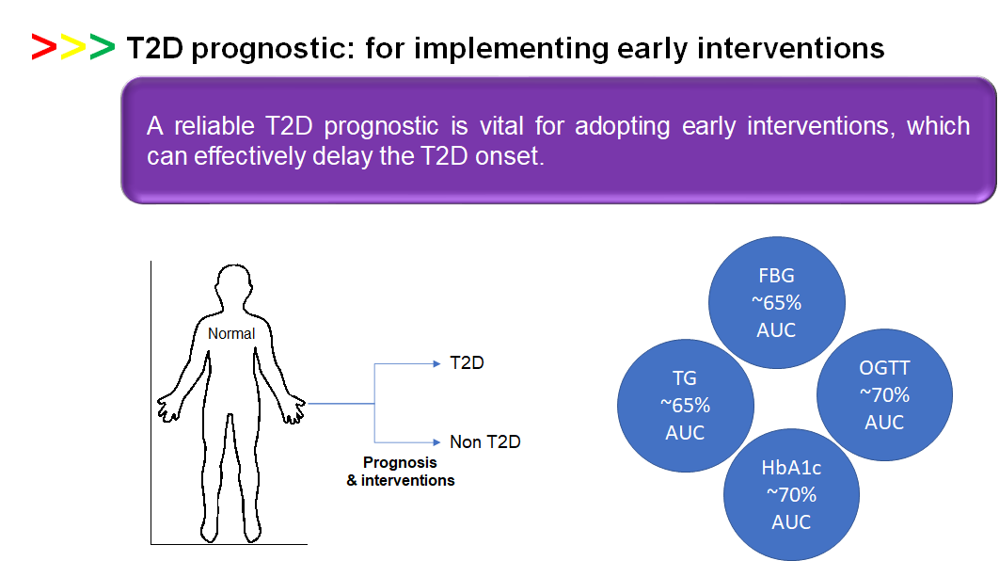 >>> T2D prognostic: for implementing early interventions
A reliable T2D prognostic is vital for adopting early interventions, which
can effectively delay the T2D onset.
Normal
T2D
Non T2D
Prognosis
& interventions
FBG
~65%
AUC
TG
~65%
AUC
OGTT
~70%
AUC
HbA1c
~70%
AUC